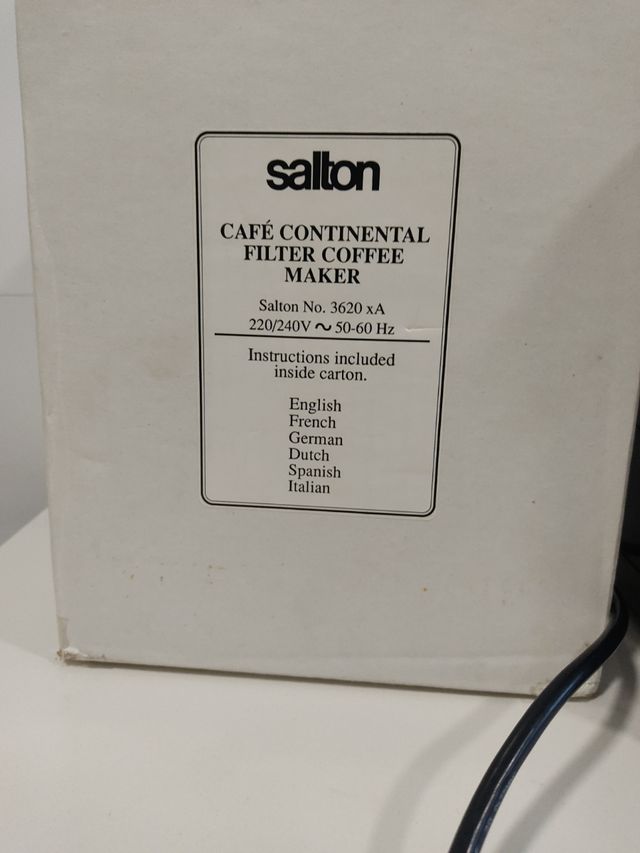 salton
CAFÉ CONTINENTAL
FILTER COFFEE
MAKER
Salton No. 3620 xA
220/240V ~ 50-60 Hz
Instructions included
inside carton.
English
French
German
Dutch
Spanish
Italian